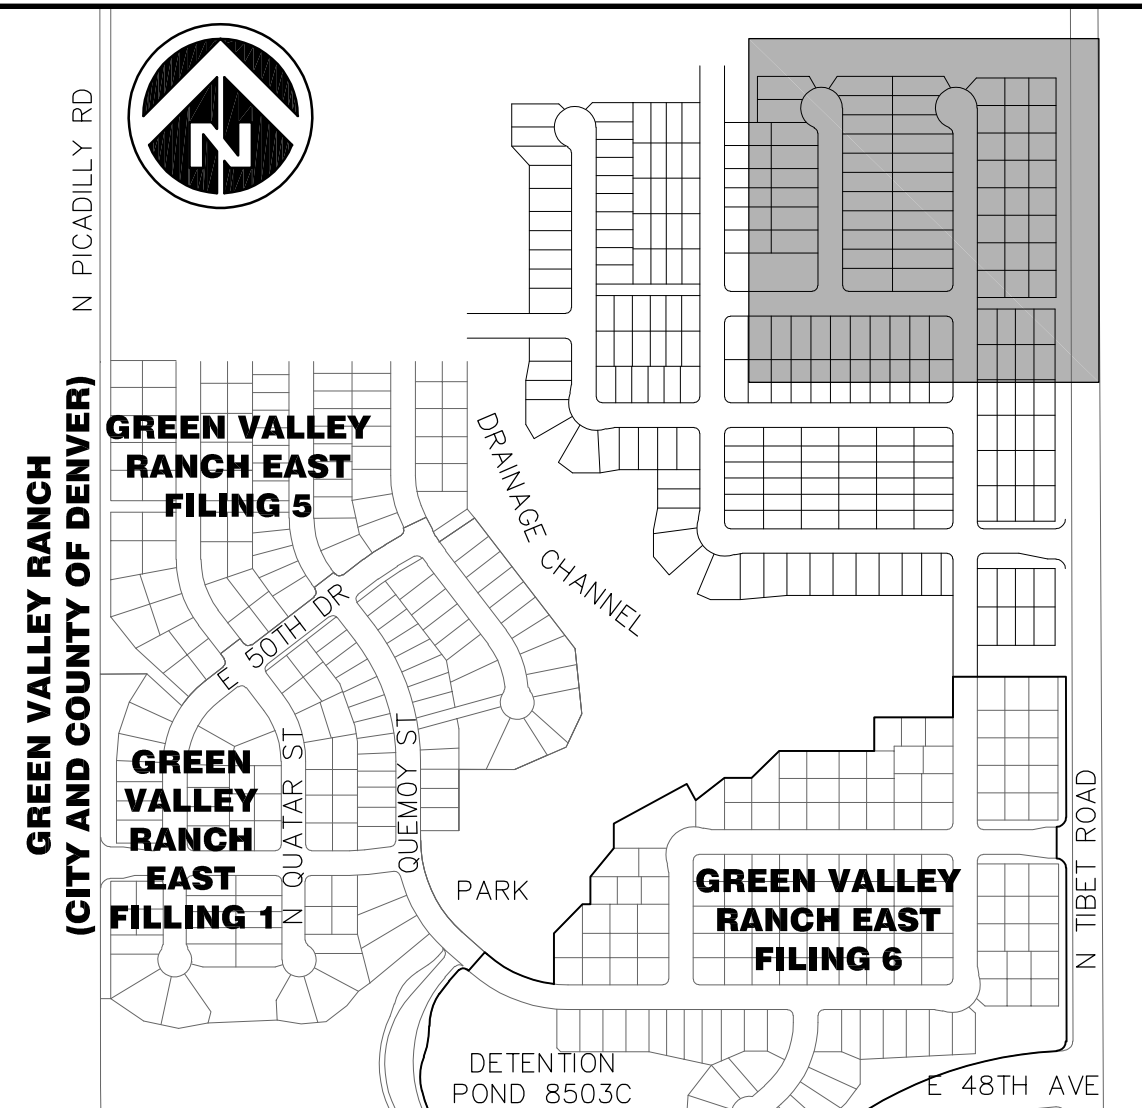 N
N PICADILLY RD
GREEN VALLEY RANCH
(CITY AND COUNTY OF DENVER)
GREEN VALLEY
RANCH EAST
FILING 5
DRAINAGE CHANNEL
E 50TH DR
GREEN
VALLEY
RANCH
EAST
FILLING 1
N QUATAR ST
QUEMOY ST
PARK
GREEN VALLEY
RANCH EAST
FILING 6
N TIBET ROAD
DETENTION
POND 8503C
E 48TH AVE